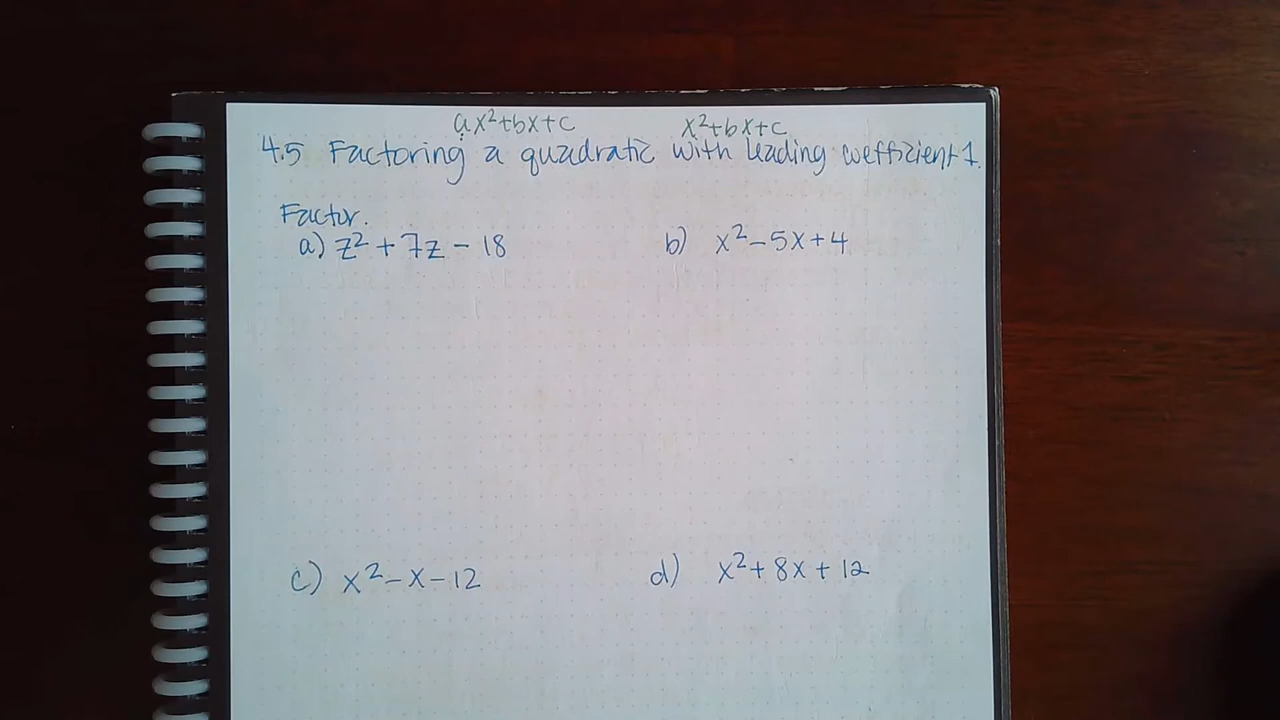 ax²+bx+c x²+bx+c
4.5 Factoring a quadratic with leading coefficient 1.
Factor.
a) z² + 7z - 18 b) x² - 5x + 4
c) x² - x - 12 d) x² + 8x + 12